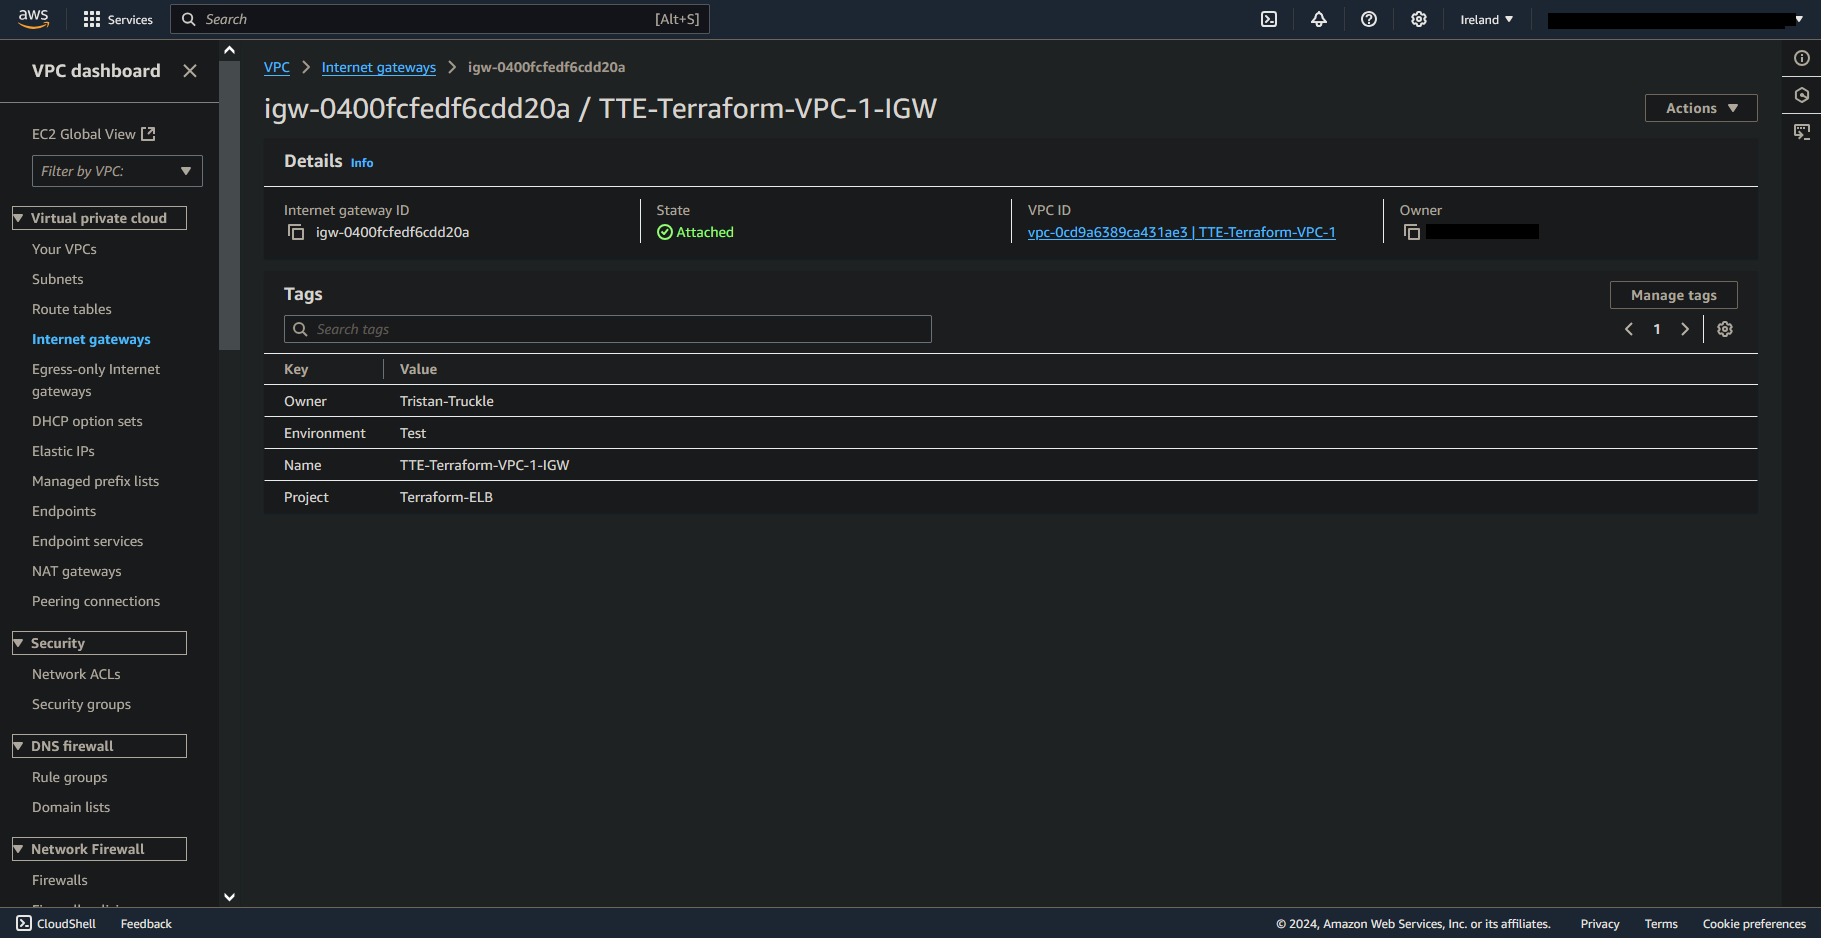 aws
Services
Search
[Alt+S]
Ireland
VPC dashboard
EC2 Global View
Filter by VPC:
Virtual private cloud
Your VPCs
Subnets
Route tables
Internet gateways
Egress-only Internet
gateways
DHCP option sets
Elastic IPs
Managed prefix lists
Endpoints
Endpoint services
NAT gateways
Peering connections
Security
Network ACLs
Security groups
DNS firewall
Rule groups
Domain lists
Network Firewall
Firewalls
VPC > Internet gateways > igw-0400fcfedf6cdd20a
igw-0400fcfedf6cdd20a / TTE-Terraform-VPC-1-IGW
Actions
Details Info
Internet gateway ID
igw-0400fcfedf6cdd20a
State
Attached
VPC ID
vpc-0cd9a6389ca431ae3 | TTE-Terraform-VPC-1
Owner
Tags
Manage tags
Search tags
1
Key Value
Owner Tristan-Truckle
Environment Test
Name TTE-Terraform-VPC-1-IGW
Project Terraform-ELB
CloudShell Feedback
© 2024, Amazon Web Services, Inc. or its affiliates. Privacy Terms Cookie preferences